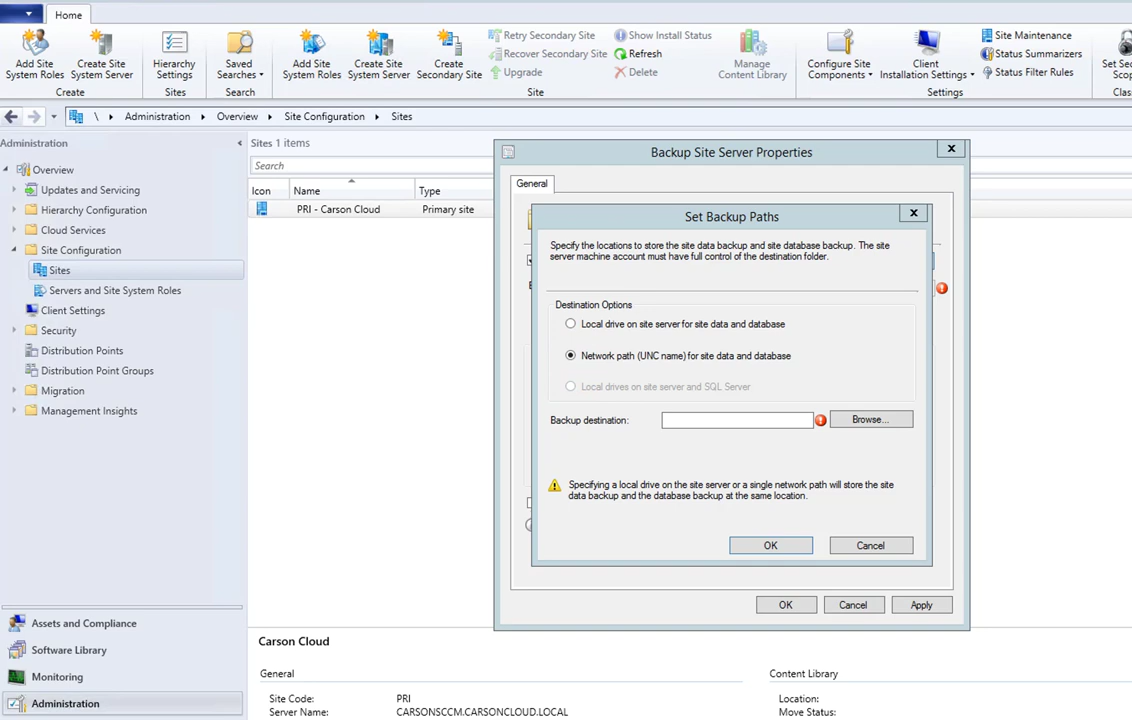 Home
Add Site
System Roles
Create Site
System Server
Hierarchy
Settings
Saved
Searches
Add Site
System Roles
Create Site
System Server
Create
Secondary Site
Retry Secondary Site
Recover Secondary Site
Upgrade
Show Install Status
Refresh
Delete
Manage
Content Library
Configure Site
Components
Client
Installation Settings
Site Maintenance
Status Summarizers
Status Filter Rules
Set Sec
Scop
Create
Sites
Search
Site
Settings
Class
\ Administration Overview Site Configuration Sites
Administration
Overview
Updates and Servicing
Hierarchy Configuration
Cloud Services
Site Configuration
Sites
Servers and Site System Roles
Client Settings
Security
Distribution Points
Distribution Point Groups
Migration
Management Insights
Assets and Compliance
Software Library
Monitoring
Administration
Sites 1 items
Search
Icon Name Type
PRI - Carson Cloud Primary site
Backup Site Server Properties
General
Set Backup Paths
Specify the locations to store the site data backup and site database backup. The site
server machine account must have full control of the destination folder.
Destination Options
Local drive on site server for site data and database
Network path (UNC name) for site data and database
Local drives on site server and SQL Server
Backup destination: Browse...
Specifying a local drive on the site server or a single network path will store the site
data backup and the database backup at the same location.
OK Cancel
OK Cancel Apply
Carson Cloud
General
Site Code: PRI
Server Name: CARSONSCCM.CARSONCLOUD.LOCAL
Content Library
Location:
Move Status: